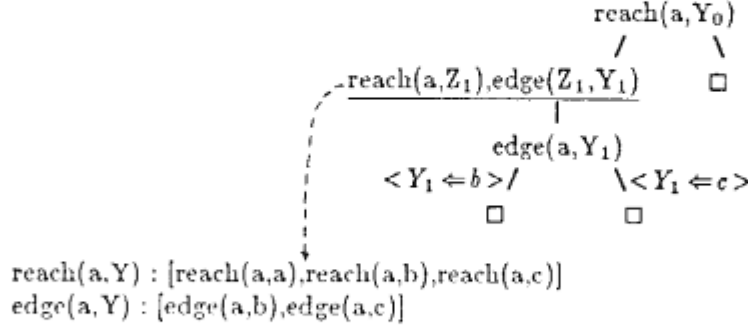 reach(a,Y₀)
reach(a,Z₁),edge(Z₁,Y₁) □
edge(a,Y₁)
< Y₁ ⇐ b > < Y₁ ⇐ c >
□ □
reach(a,Y) : [reach(a,a),reach(a,b),reach(a,c)]
edge(a,Y) : [edge(a,b),edge(a,c)]